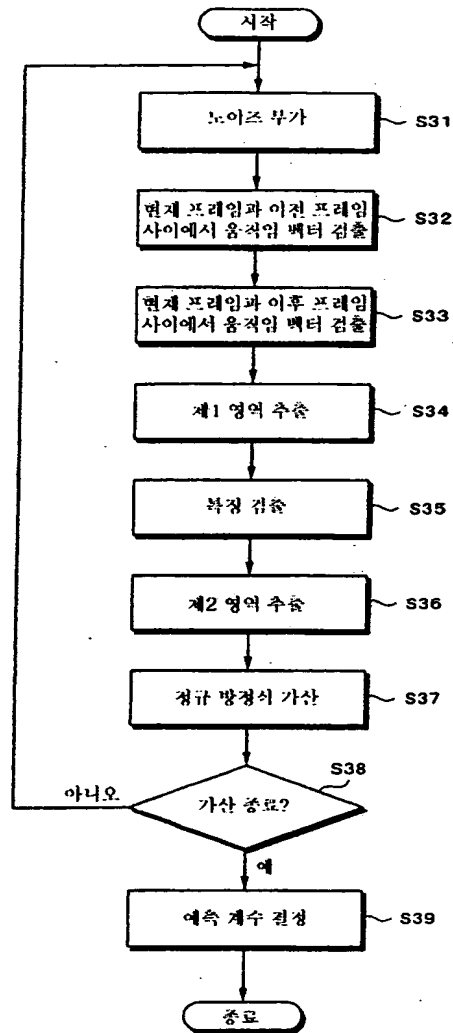 시작
노이즈 부가
S31
현재 프레임과 이전 프레임
사이에서 움직임 벡터 검출
S32
현재 프레임과 이후 프레임
사이에서 움직임 벡터 검출
S33
제1 영역 추출
S34
특징 검출
S35
제2 영역 추출
S36
정규 방정식 가산
S37
S38
가산 종료?
아니오
예
예측 계수 결정
S39
종료